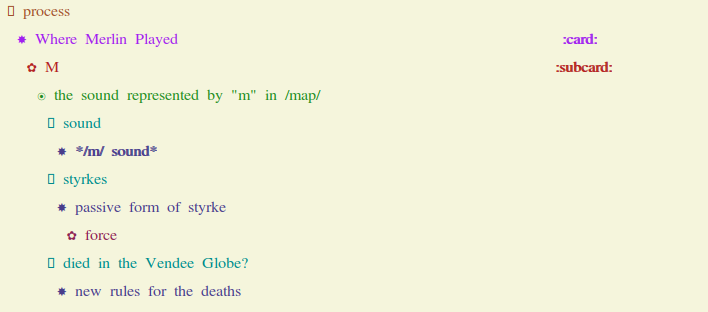 process
Where Merlin Played :card:
M :subcard:
the sound represented by "m" in /map/
sound
*/m/ sound*
styrkes
passive form of styrke
force
died in the Vendee Globe?
new rules for the deaths